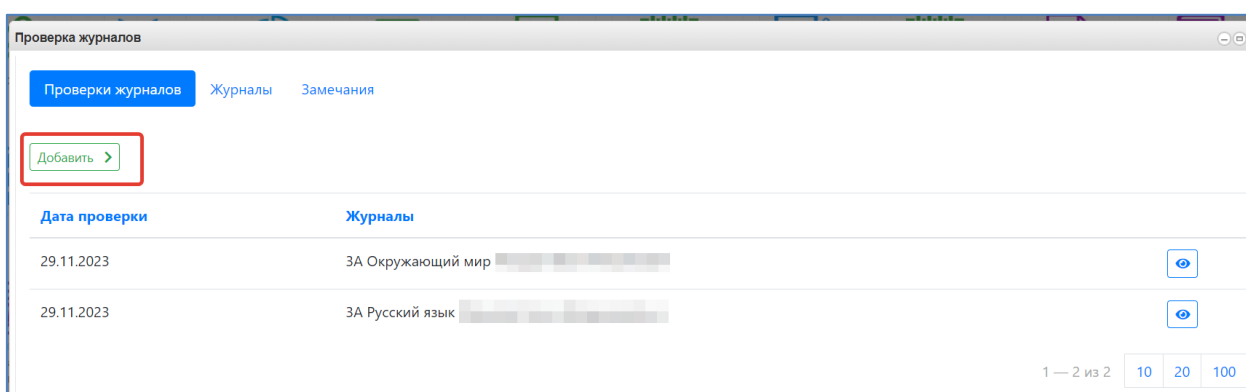 Проверка журналов
Проверки журналов Журналы Замечания
Добавить
Дата проверки Журналы
29.11.2023 3А Окружающий мир
29.11.2023 3А Русский язык
1 — 2 из 2 10 20 100